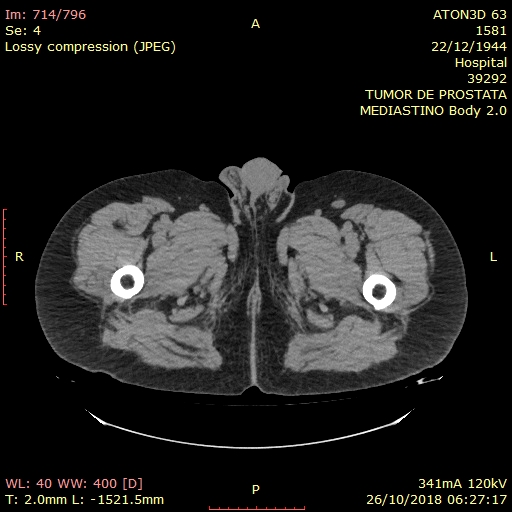 Im: 714/796
Se: 4
Lossy compression (JPEG)
A
ATON3D 63
1581
22/12/1944
Hospital
39292
TUMOR DE PROSTATA
MEDIASTINO Body 2.0
R
L
WL: 40 WW: 400 [D]
T: 2.0mm L: -1521.5mm
P
341mA 120kV
26/10/2018 06:27:17